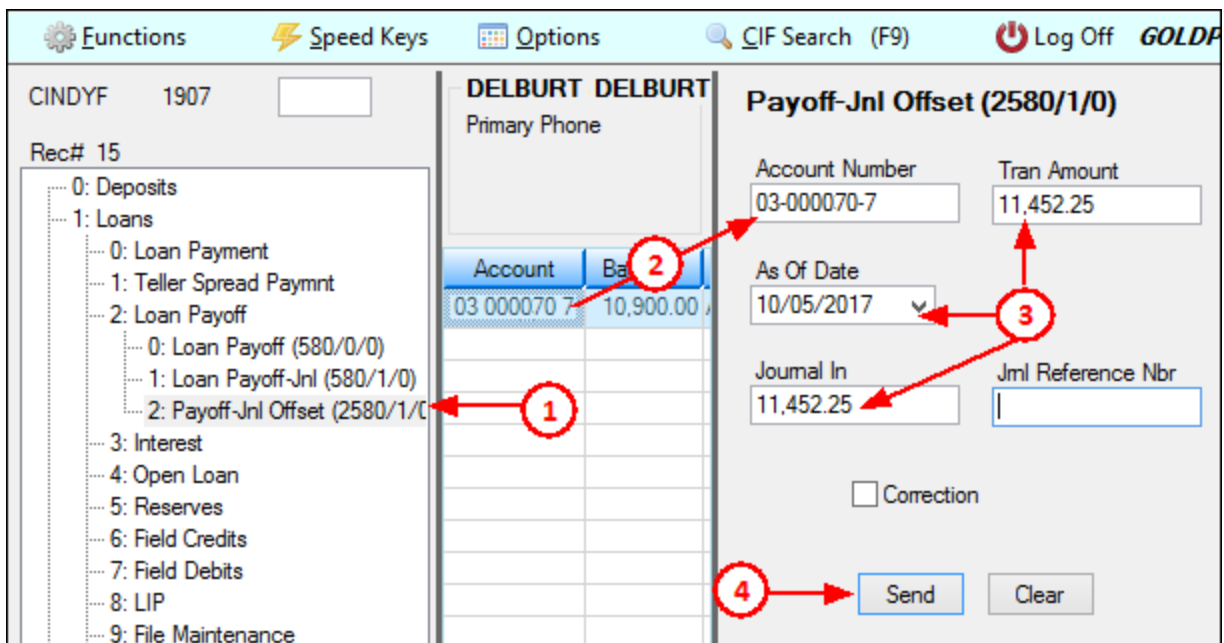 Functions Speed Keys Options CIF Search (F9) Log Off GOLDP
CINDYF 1907
Rec# 15
0: Deposits
1: Loans
0: Loan Payment
1: Teller Spread Paymnt
2: Loan Payoff
0: Loan Payoff (580/0/0)
1: Loan Payoff-Jnl (580/1/0)
2: Payoff-Jnl Offset (2580/1/0
3: Interest
4: Open Loan
5: Reserves
6: Field Credits
7: Field Debits
8: LIP
9: File Maintenance
1
DELBURT DELBURT
Primary Phone
Account Ba
2
03 000070 7 10,900.00
Payoff-Jnl Offset (2580/1/0)
Account Number Tran Amount
03-000070-7 11,452.25
As Of Date
10/05/2017
3
Journal In Jrnl Reference Nbr
11,452.25
Correction
4
Send Clear